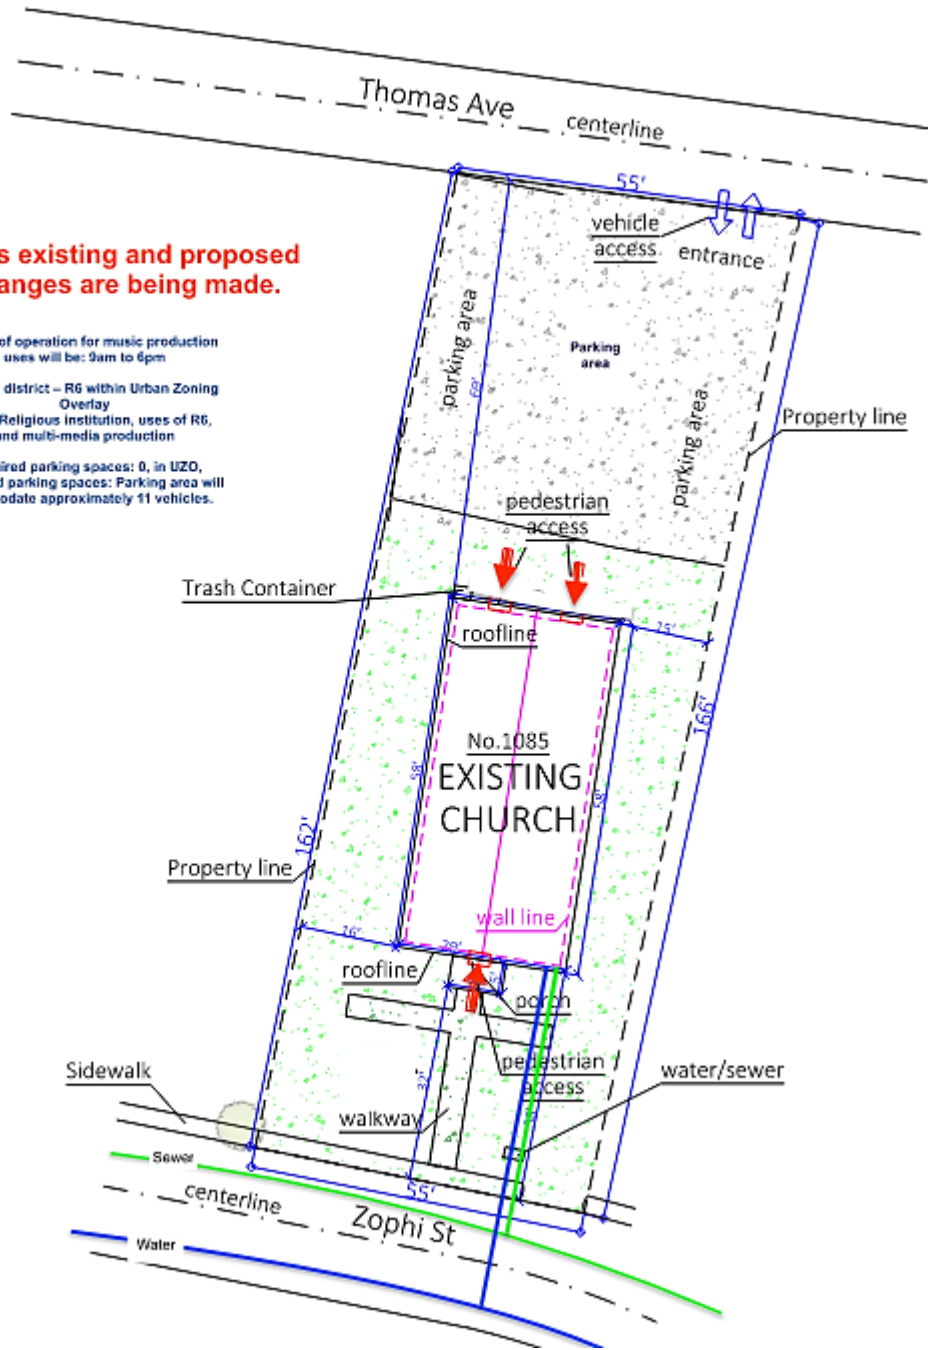 Thomas Ave
centerline
55'
vehicle
access
entrance
s existing and proposed
anges are being made.
of operation for music production
uses will be: 9am to 6pm
district – R6 within Urban Zoning
Overlay
Religious institution, uses of R6,
nd multi-media production
ired parking spaces: 0, in UZO,
d parking spaces: Parking area will
odate approximately 11 vehicles.
parking area
Parking
area
parking area
Property line
pedestrian
access
Trash Container
roofline
15'
166'
No.1085
EXISTING
CHURCH
58'
58'
162'
Property line
wall line
16'
roofline
porch
pedestrian
access
Sidewalk
water/sewer
32'
walkway
Sewer
centerline
55'
Zophi St
Water